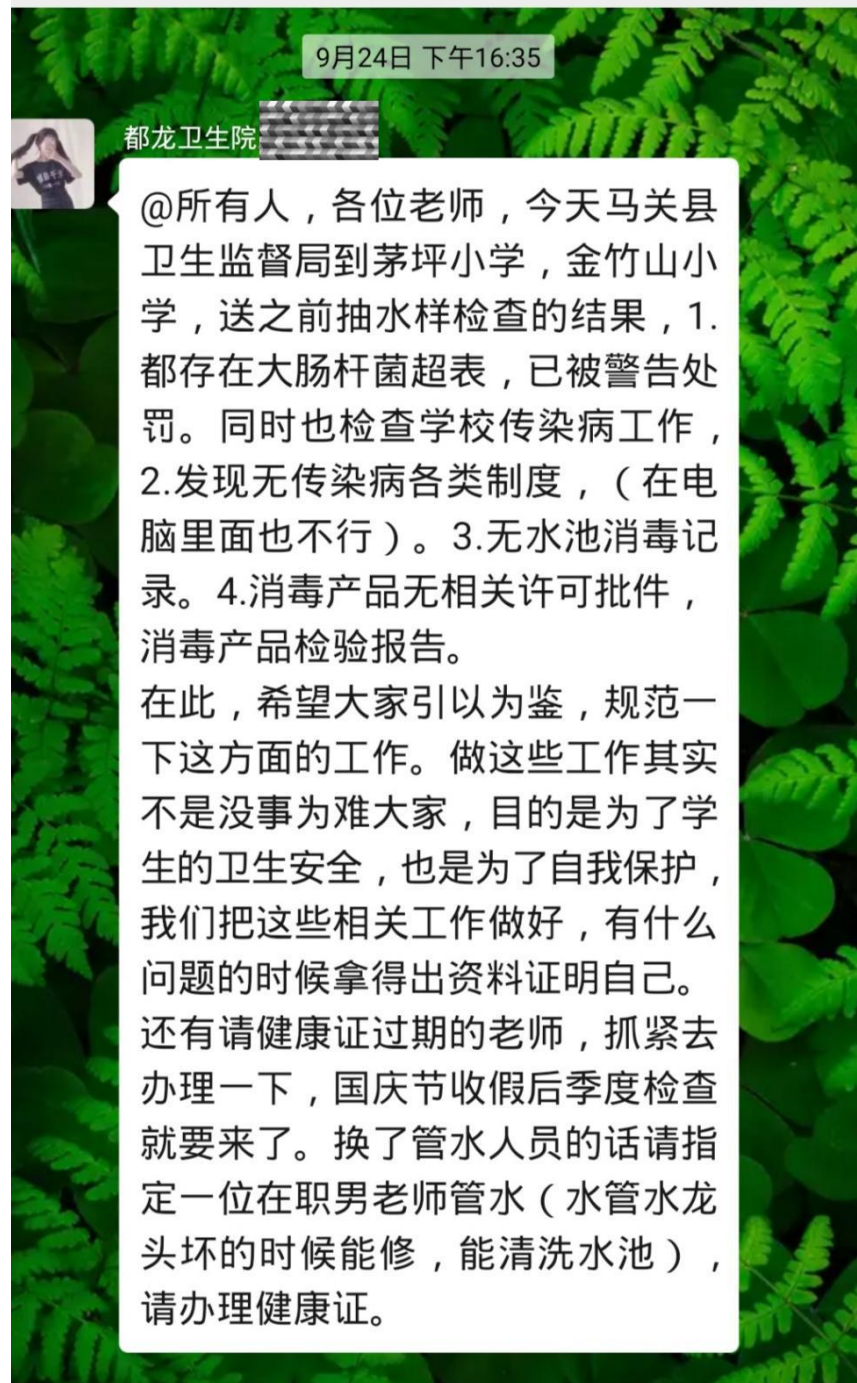 9月24日 下午16:35
都龙卫生院
@所有人，各位老师，今天马关县
卫生监督局到茅坪小学，金竹山小
学，送之前抽水样检查的结果，1.
都存在大肠杆菌超表，已被警告处
罚。同时也检查学校传染病工作，
2.发现无传染病各类制度，（在电
脑里面也不行）。3.无水池消毒记
录。4.消毒产品无相关许可批件，
消毒产品检验报告。
在此，希望大家引以为鉴，规范一
下这方面的工作。做这些工作其实
不是没事为难大家，目的是为了学
生的卫生安全，也是为了自我保护，
我们把这些相关工作做好，有什么
问题的时候拿得出资料证明自己。
还有请健康证过期的老师，抓紧去
办理一下，国庆节收假后季度检查
就要来了。换了管水人员的话请指
定一位在职男老师管水（水管水龙
头坏的时候能修，能清洗水池），
请办理健康证。